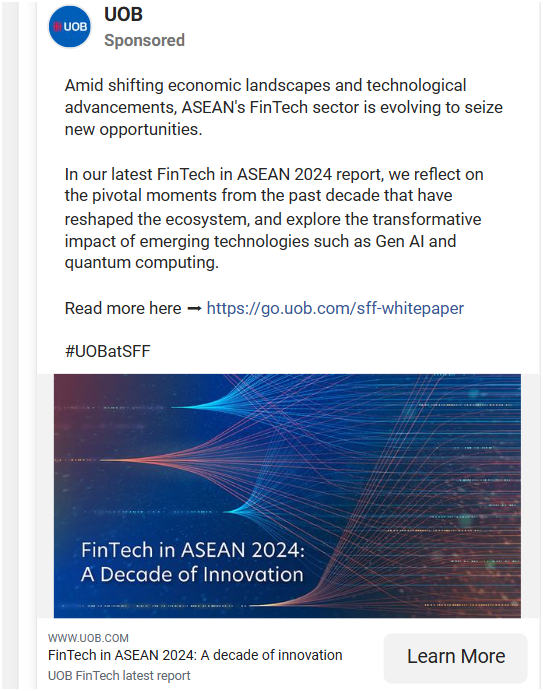 UOB
UOB
Sponsored
Amid shifting economic landscapes and technological
advancements, ASEAN's FinTech sector is evolving to seize
new opportunities.
In our latest FinTech in ASEAN 2024 report, we reflect on
the pivotal moments from the past decade that have
reshaped the ecosystem, and explore the transformative
impact of emerging technologies such as Gen AI and
quantum computing.
Read more here ➡ https://go.uob.com/sff-whitepaper
#UOBatSFF
FinTech in ASEAN 2024:
A Decade of Innovation
WWW.UOB.COM
FinTech in ASEAN 2024: A decade of innovation
UOB FinTech latest report
Learn More